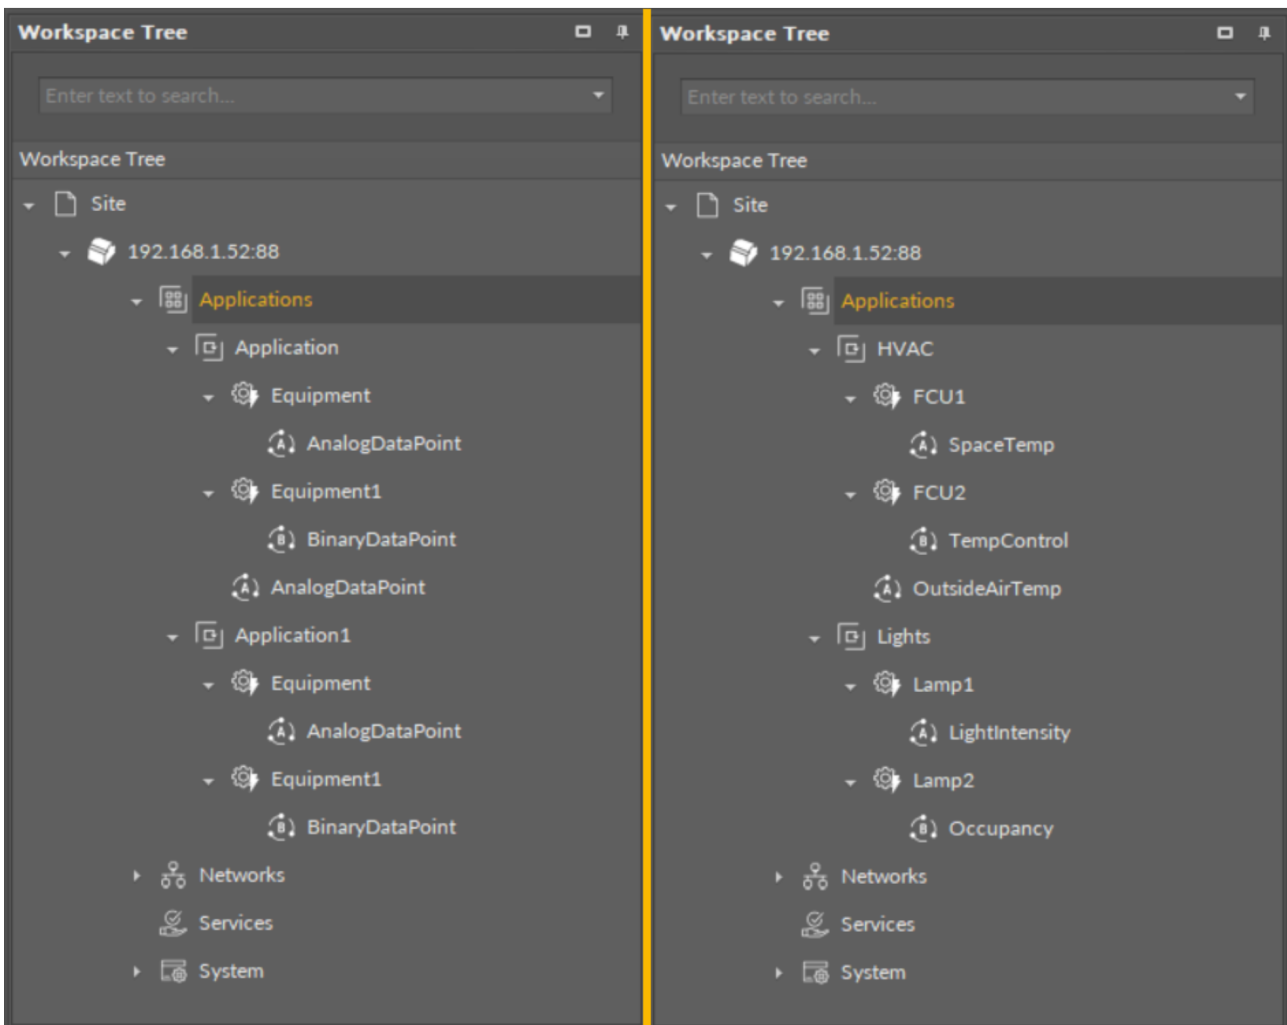 Workspace Tree
Enter text to search...
Workspace Tree
Site
192.168.1.52:88
Applications
Application
Equipment
A AnalogDataPoint
Equipment1
B BinaryDataPoint
A AnalogDataPoint
Application1
Equipment
A AnalogDataPoint
Equipment1
B BinaryDataPoint
Networks
Services
System
Workspace Tree
Enter text to search...
Workspace Tree
Site
192.168.1.52:88
Applications
HVAC
FCU1
A SpaceTemp
FCU2
B TempControl
A OutsideAirTemp
Lights
Lamp1
A LightIntensity
Lamp2
B Occupancy
Networks
Services
System